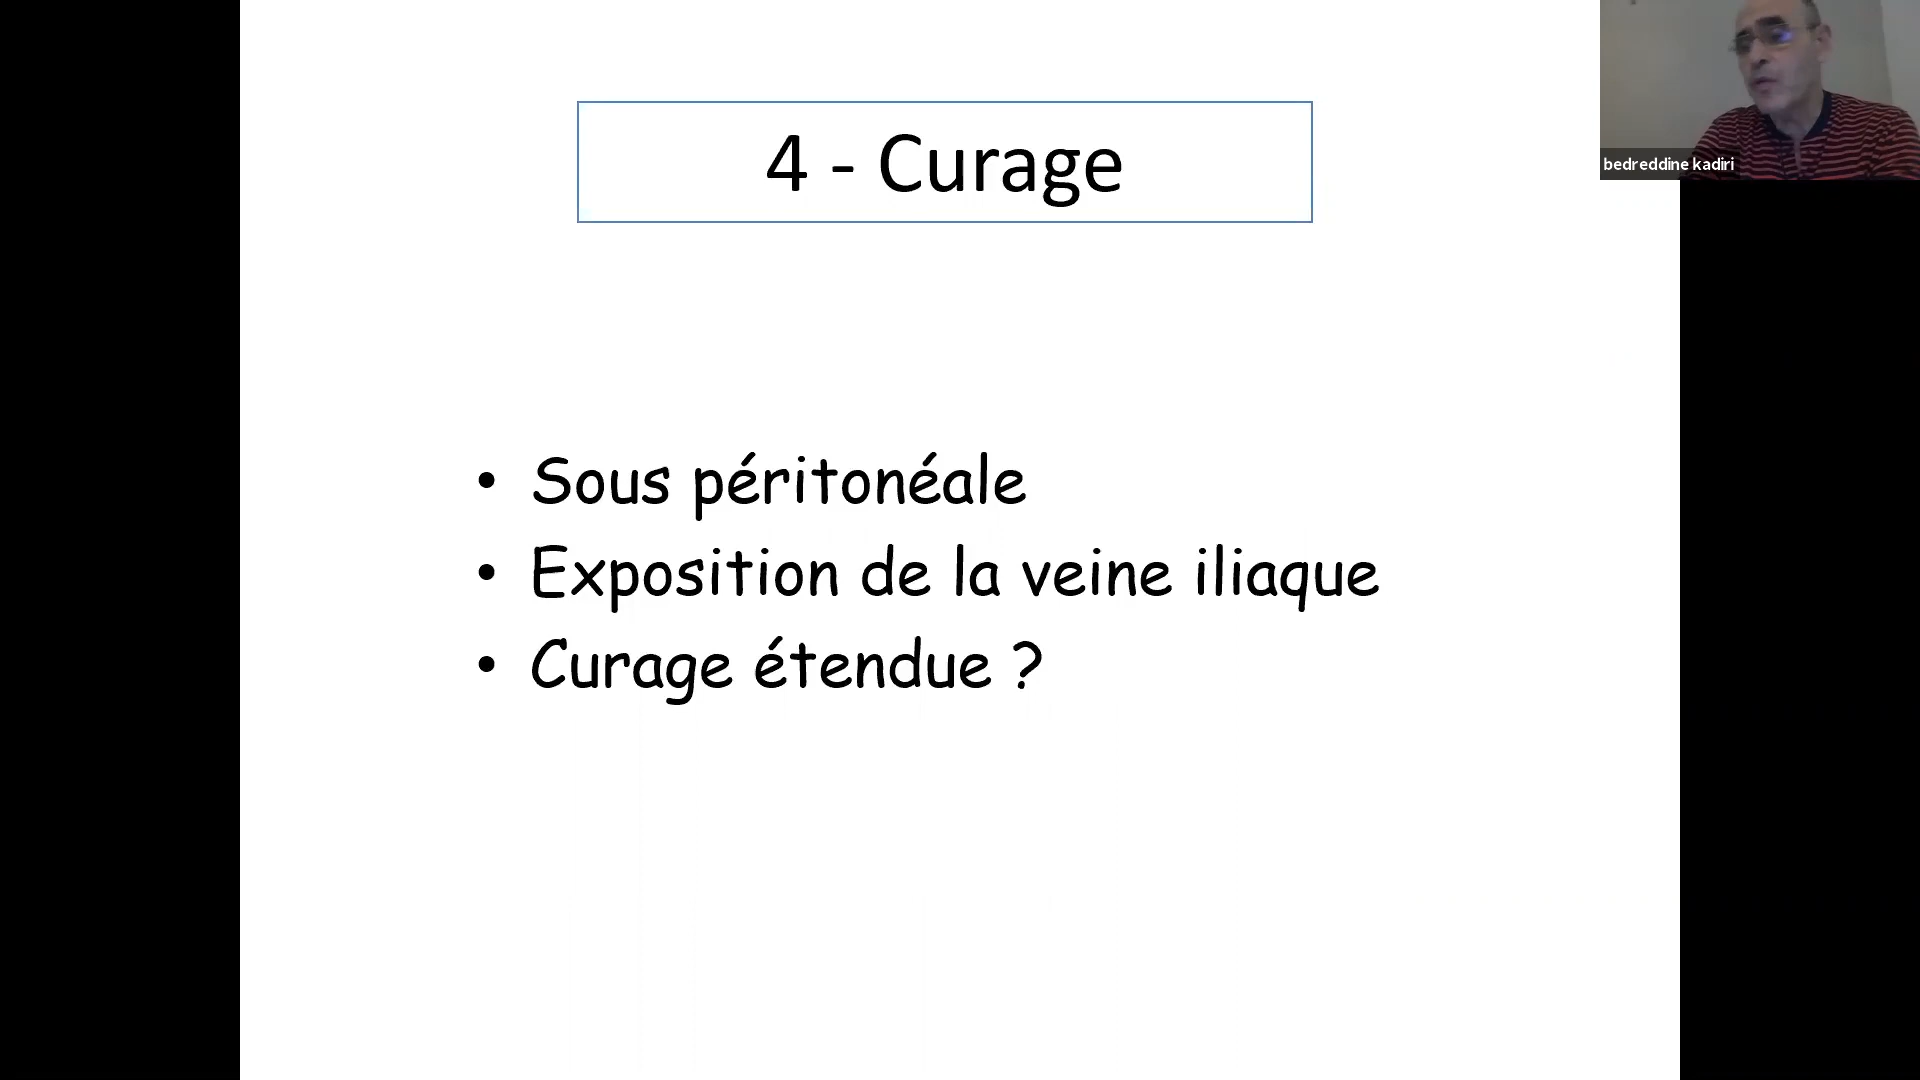 4 - Curage
bedreddine kadiri
• Sous péritonéale
• Exposition de la veine iliaque
• Curage étendue ?